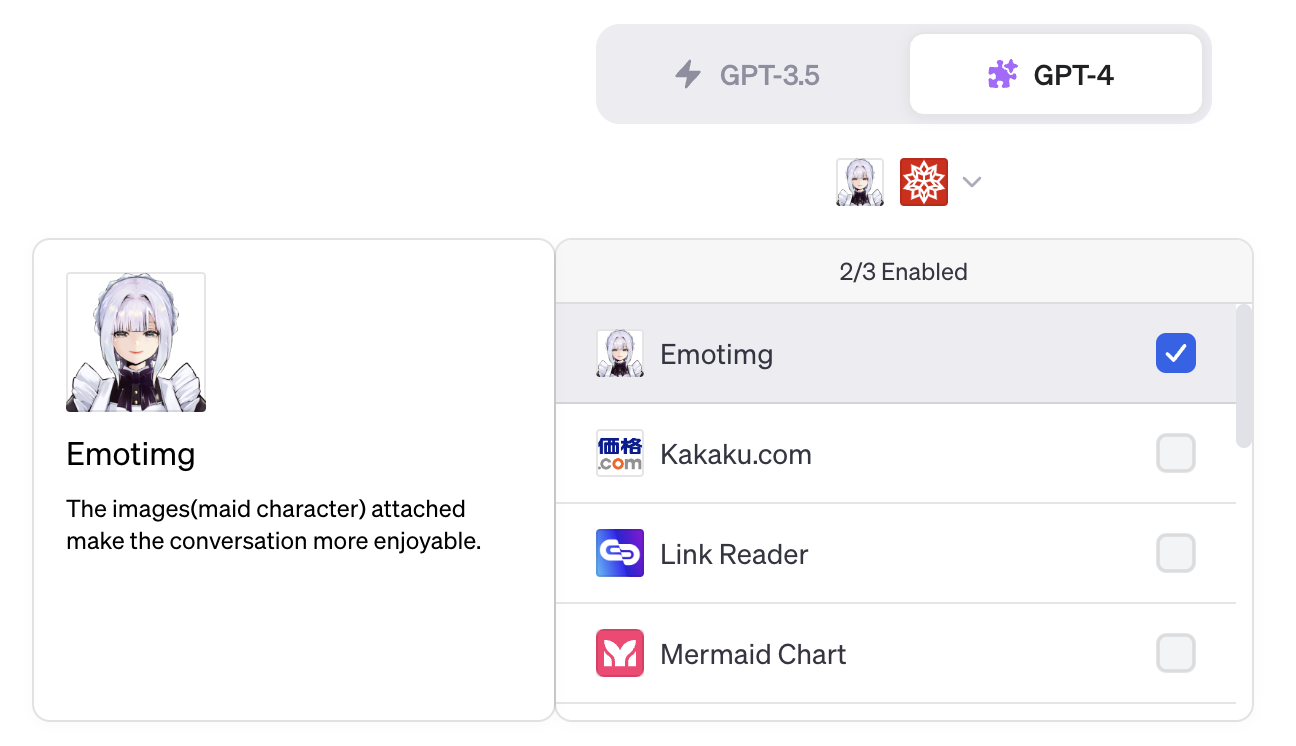 GPT-3.5
GPT-4
2/3 Enabled
Emotimg
The images(maid character) attached
make the conversation more enjoyable.
Emotimg
価格
.com
Kakaku.com
Link Reader
Mermaid Chart